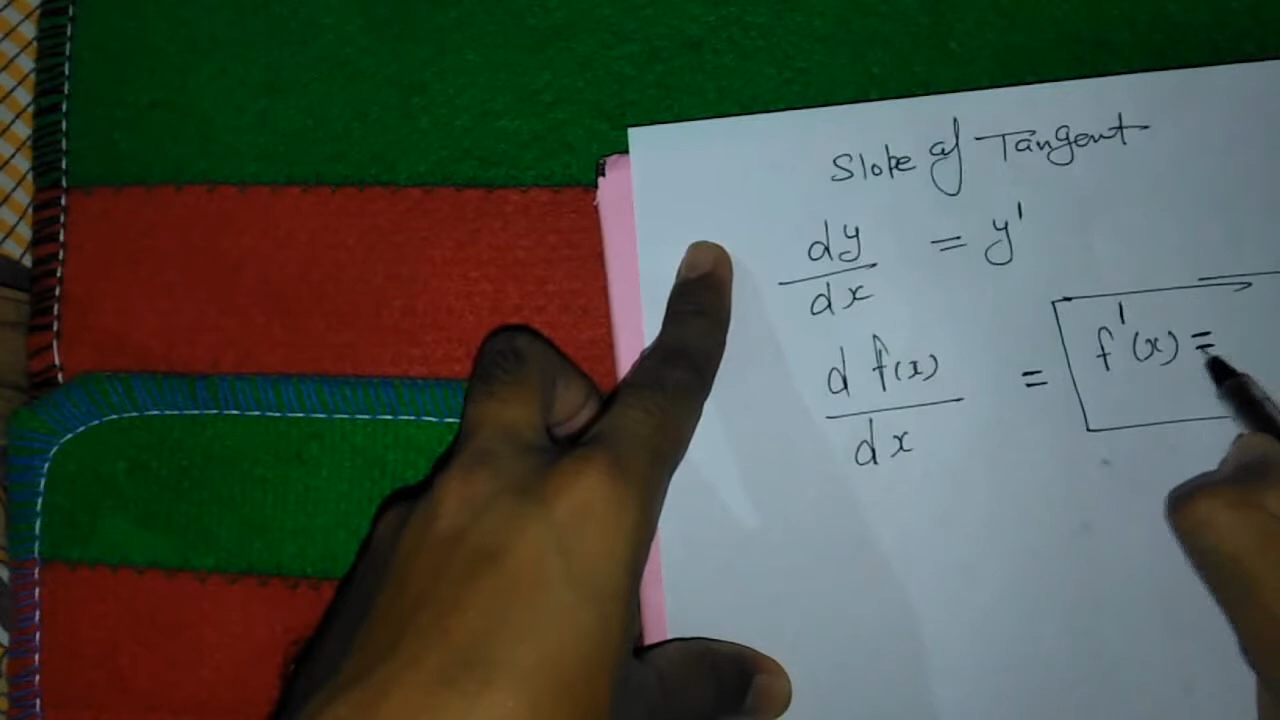 Slope of Tangent
dy/dx = y'
d f(x)/dx = f'(x) =